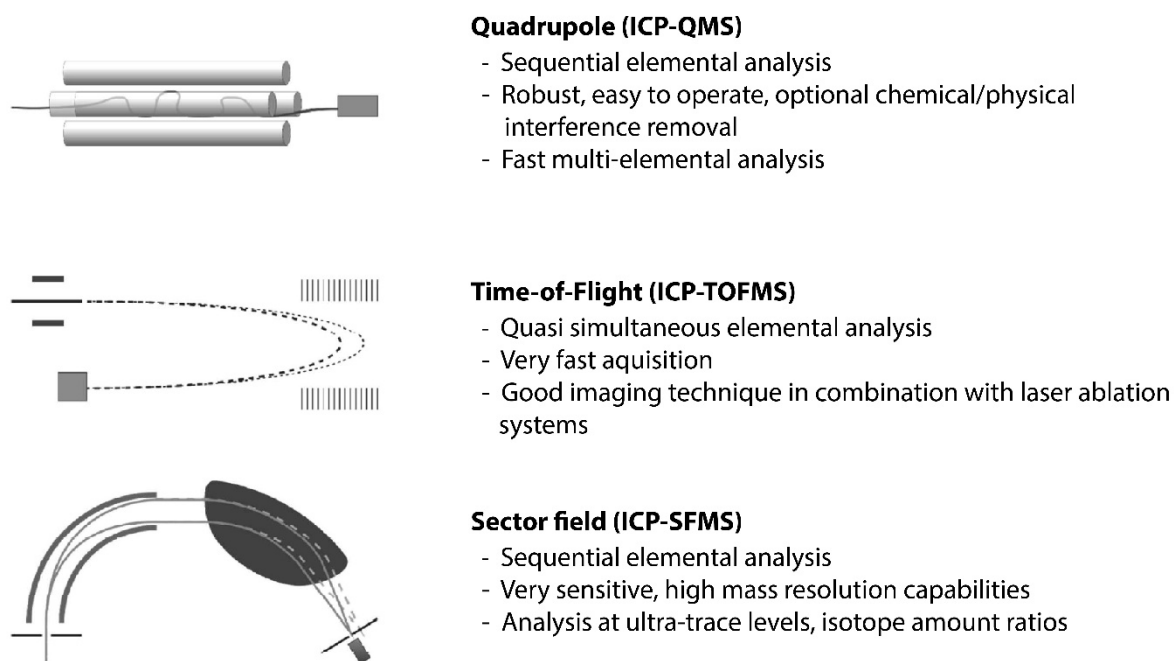 Quadrupole (ICP-QMS)
- Sequential elemental analysis
- Robust, easy to operate, optional chemical/physical
interference removal
- Fast multi-elemental analysis
Time-of-Flight (ICP-TOFMS)
- Quasi simultaneous elemental analysis
- Very fast aquisition
- Good imaging technique in combination with laser ablation
systems
Sector field (ICP-SFMS)
- Sequential elemental analysis
- Very sensitive, high mass resolution capabilities
- Analysis at ultra-trace levels, isotope amount ratios